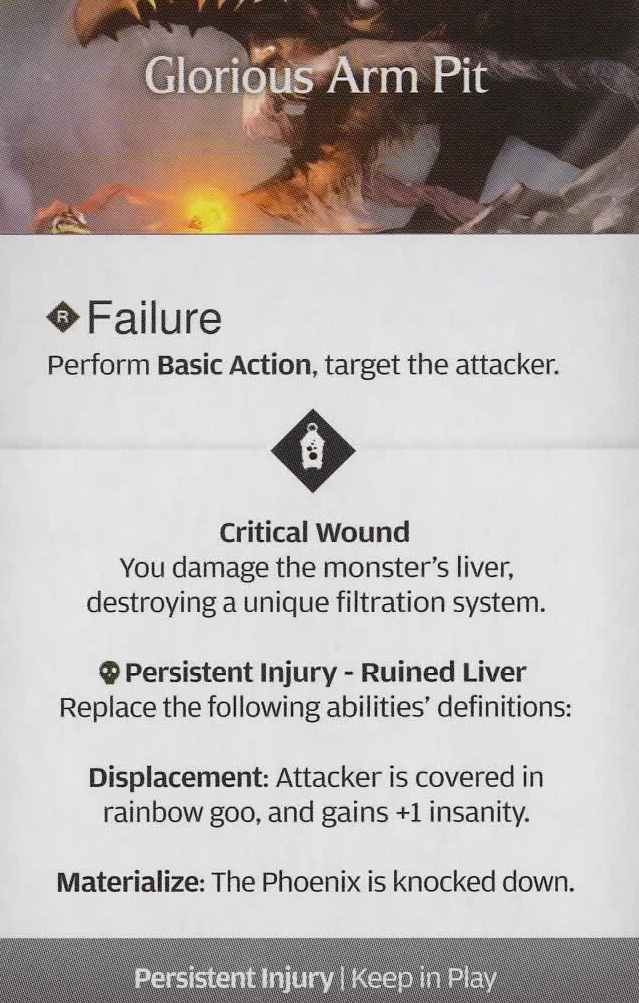 Glorious Arm Pit
R Failure
Perform Basic Action, target the attacker.
Critical Wound
You damage the monster's liver,
destroying a unique filtration system.
Persistent Injury - Ruined Liver
Replace the following abilities' definitions:
Displacement: Attacker is covered in
rainbow goo, and gains +1 insanity.
Materialize: The Phoenix is knocked down.
Persistent Injury | Keep in Play